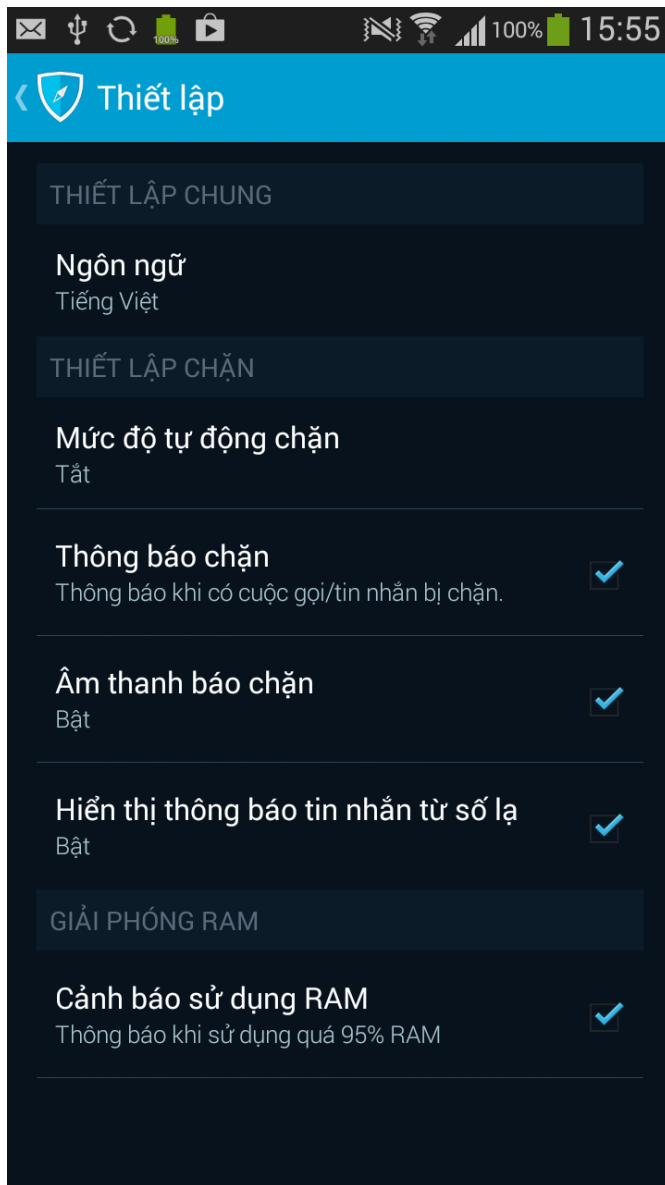 100%
100%
15:55
Thiết lập
THIẾT LẬP CHUNG
Ngôn ngữ
Tiếng Việt
THIẾT LẬP CHẶN
Mức độ tự động chặn
Tắt
Thông báo chặn
Thông báo khi có cuộc gọi/tin nhắn bị chặn.
Âm thanh báo chặn
Bật
Hiển thị thông báo tin nhắn từ số lạ
Bật
GIẢI PHÓNG RAM
Cảnh báo sử dụng RAM
Thông báo khi sử dụng quá 95% RAM